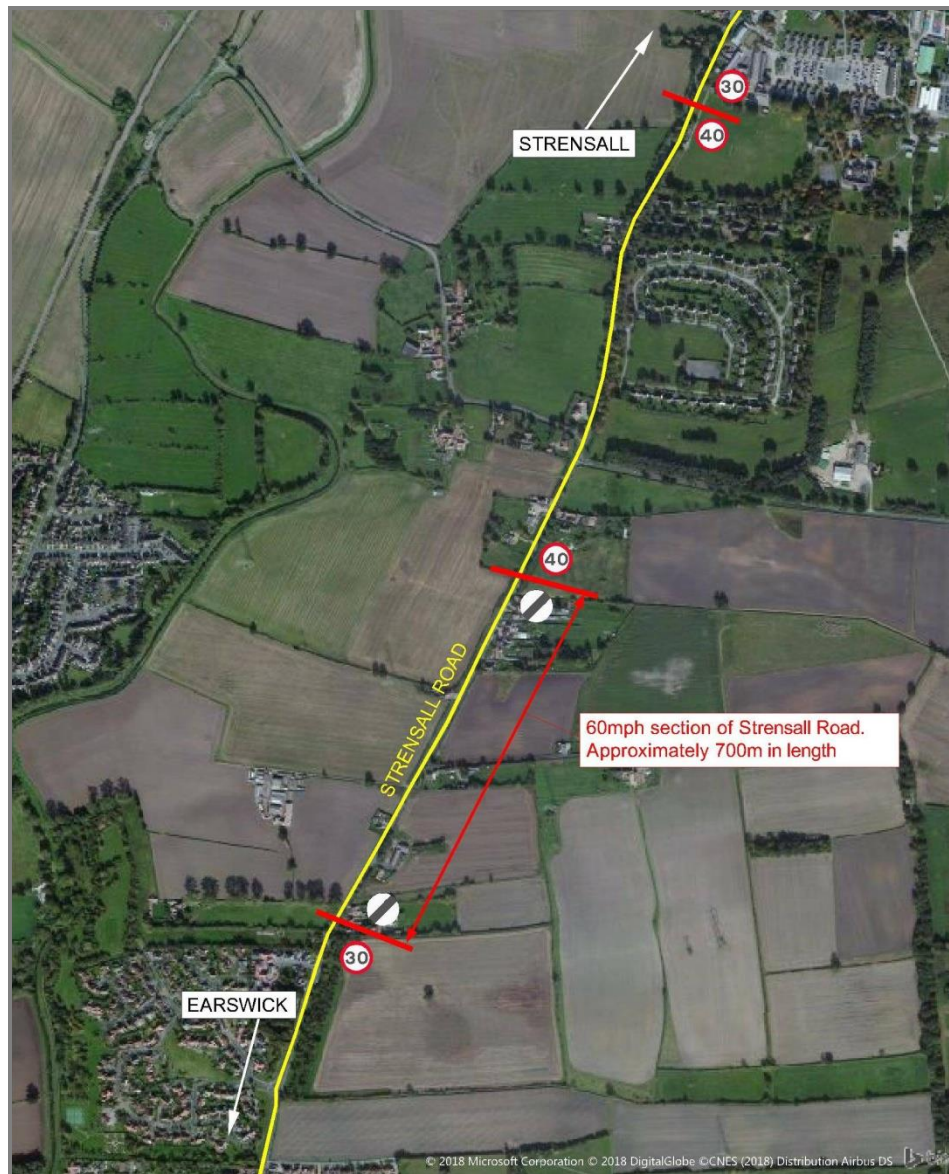 30
STRENSALL
40
40
STRENSALL ROAD
60mph section of Strensall Road.
Approximately 700m in length
30
EARSWICK
© 2018 Microsoft Corporation © 2018 DigitalGlobe ©CNES (2018) Distribution Airbus DS